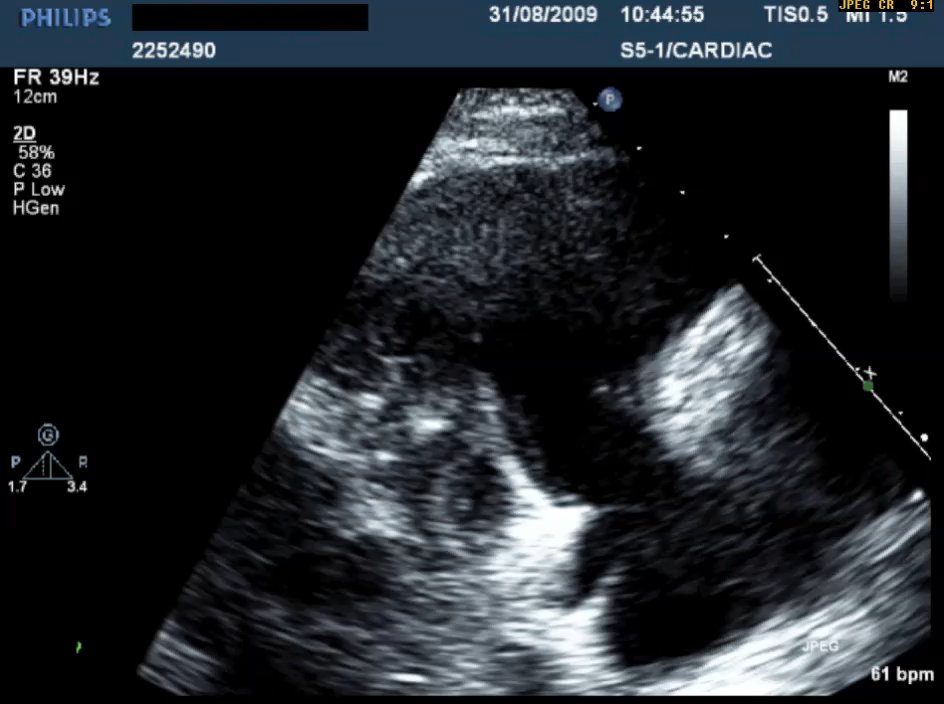 JPEG CR 9:1
PHILIPS 31/08/2009 10:44:55 TIS0.5 MI 1.5
2252490 S5-1/CARDIAC
FR 39Hz
12cm
M2
P
2D
58%
C 36
P Low
HGen
G
P R
1.7 3.4
JPEG
61 bpm